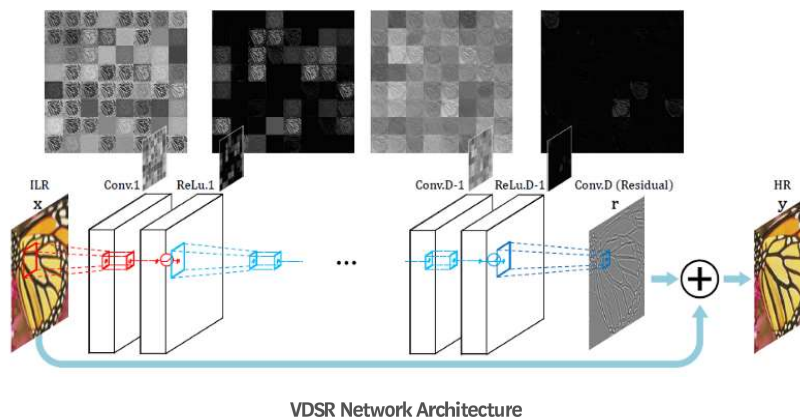 ILR
x
Conv.1
ReLu.1
...
Conv.D-1
ReLu.D-1
Conv.D (Residual)
r
HR
y
VDSR Network Architecture